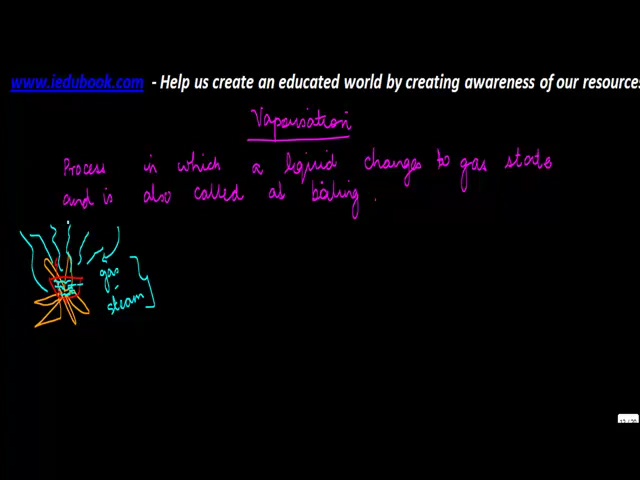 www.iedubook.com - Help us create an educated world by creating awareness of our resources
Vapourisation
Process in which a liquid changes to gas state
and is also called as boiling.
gas
steam